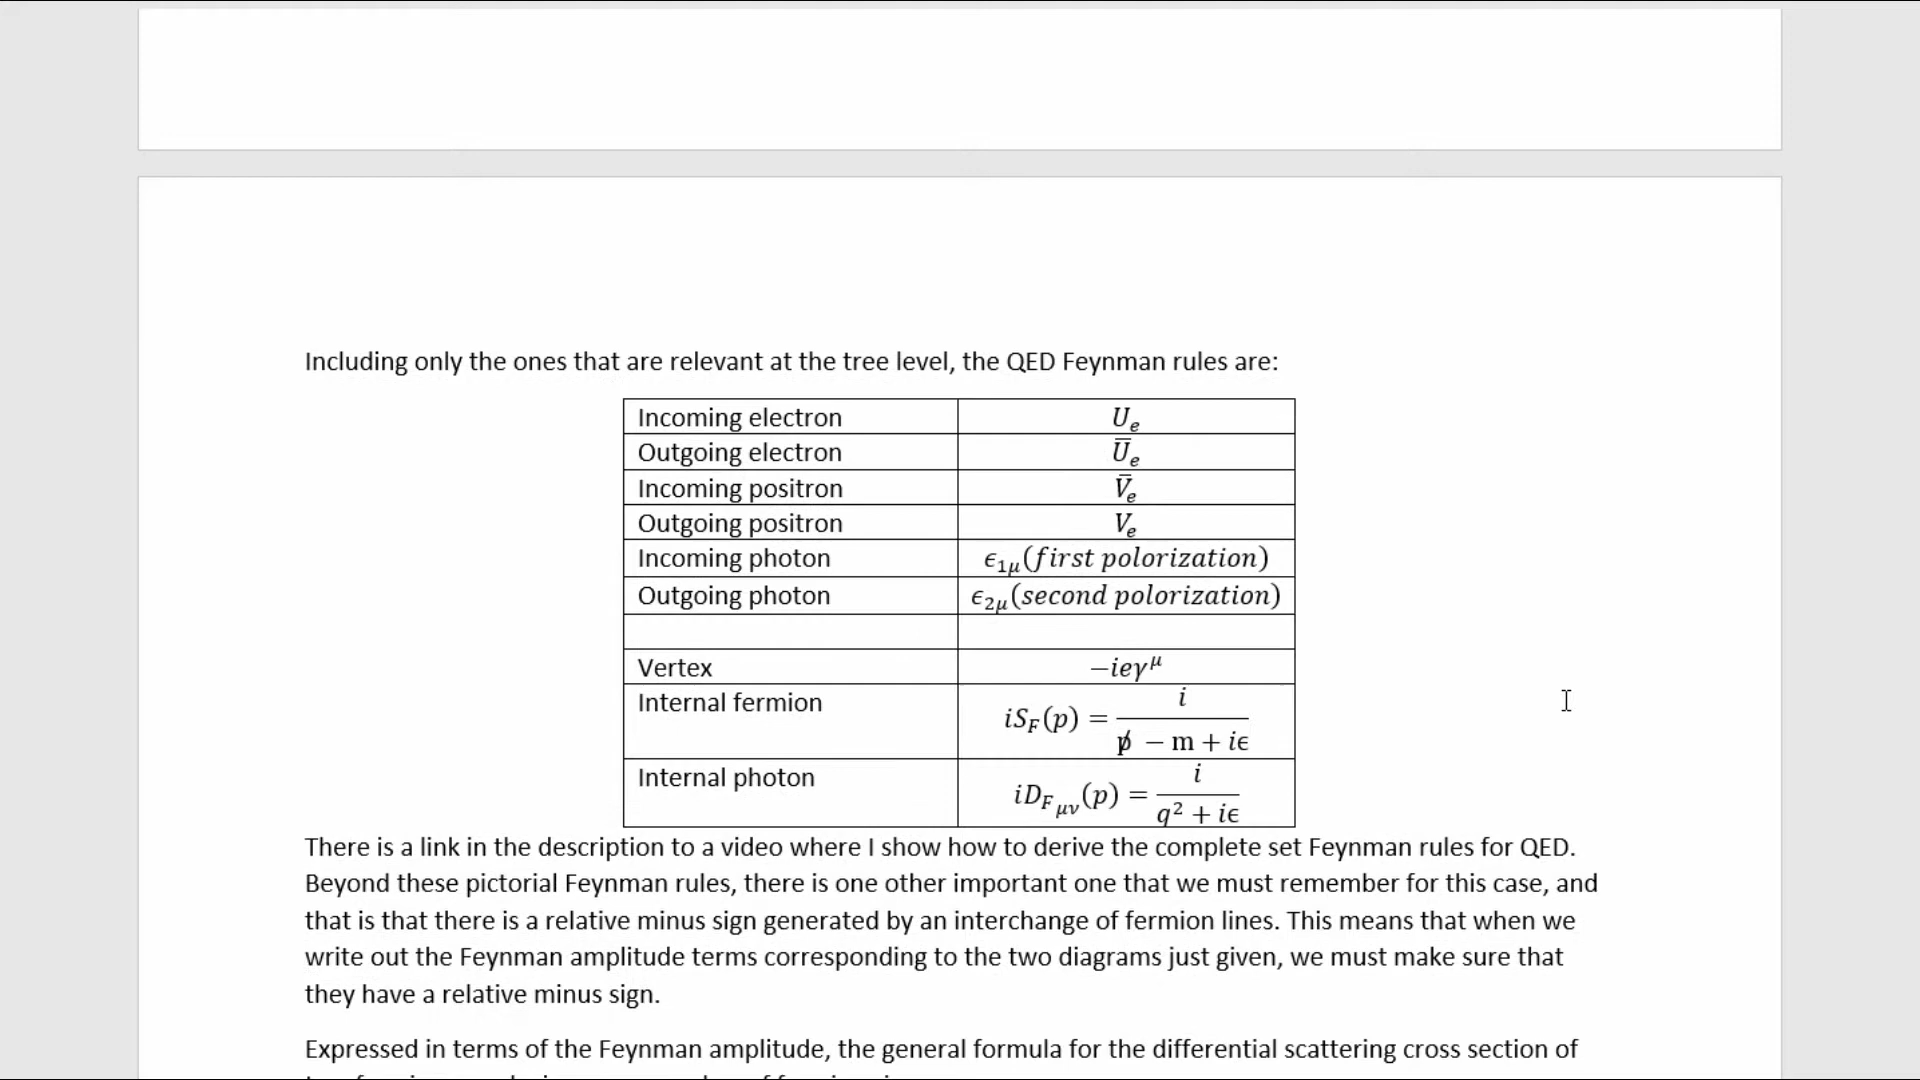 Including only the ones that are relevant at the tree level, the QED Feynman rules are:
Incoming electron U_e
Outgoing electron \bar{U}_e
Incoming positron \bar{V}_e
Outgoing positron V_e
Incoming photon ϵ_{1μ}(first polorization)
Outgoing photon ϵ_{2μ}(second polorization)
Vertex −ieγ^μ
Internal fermion iS_F(p) = \frac{i}{p̸ − m + iϵ}
Internal photon iD_{F μν}(p) = \frac{i}{q^2 + iϵ}
There is a link in the description to a video where I show how to derive the complete set Feynman rules for QED.
Beyond these pictorial Feynman rules, there is one other important one that we must remember for this case, and
that is that there is a relative minus sign generated by an interchange of fermion lines. This means that when we
write out the Feynman amplitude terms corresponding to the two diagrams just given, we must make sure that
they have a relative minus sign.
Expressed in terms of the Feynman amplitude, the general formula for the differential scattering cross section of